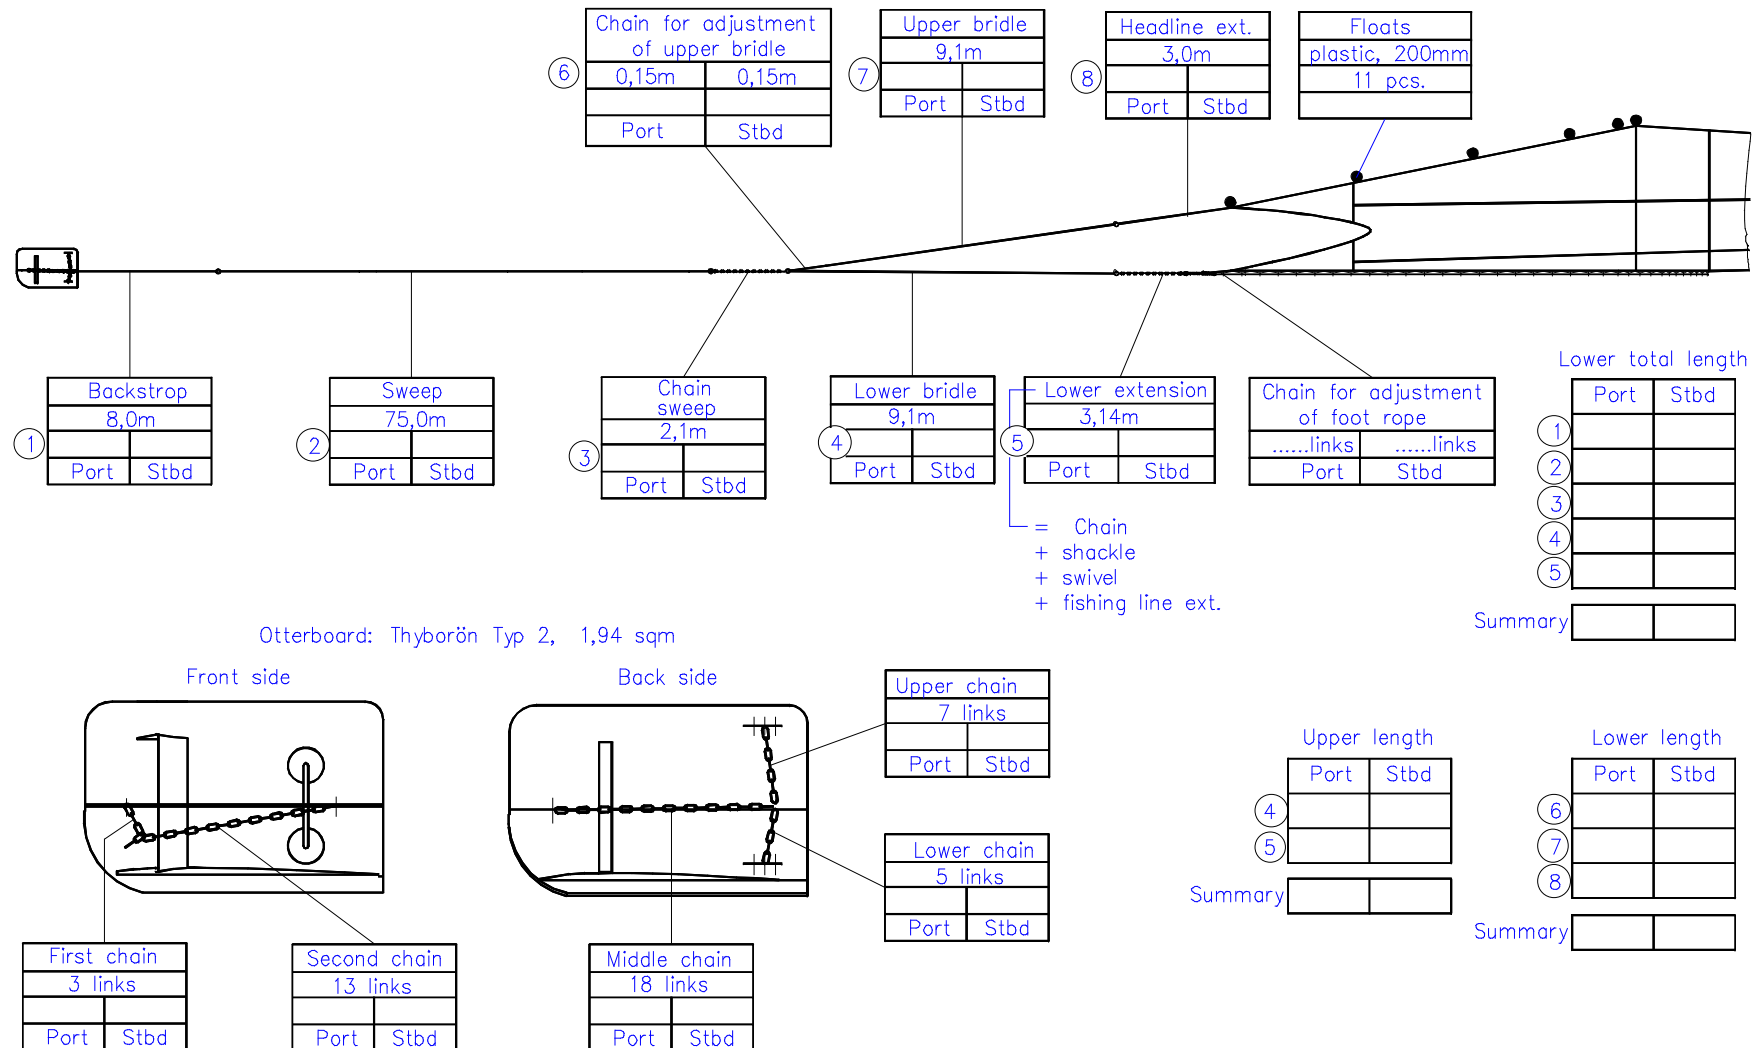 Chain for adjustment
of upper bridle
6
0,15m 0,15m
Port Stbd
Upper bridle
9,1m
7
Port Stbd
Headline ext.
3,0m
8
Port Stbd
Floats
plastic, 200mm
11 pcs.
Backstrop
8,0m
1
Port Stbd
Sweep
75,0m
2
Port Stbd
Chain
sweep
2,1m
3
Port Stbd
Lower bridle
9,1m
4
Port Stbd
Lower extension
3,14m
5
Port Stbd
= Chain
+ shackle
+ swivel
+ fishing line ext.
Chain for adjustment
of foot rope
......links ......links
Port Stbd
Lower total length
Port Stbd
1
2
3
4
5
Summary
Otterboard: Thyborön Typ 2, 1,94 sqm
Front side
Back side
Upper chain
7 links
Port Stbd
Lower chain
5 links
Port Stbd
First chain
3 links
Port Stbd
Second chain
13 links
Port Stbd
Middle chain
18 links
Port Stbd
Upper length
Port Stbd
4
5
Summary
Lower length
Port Stbd
6
7
8
Summary